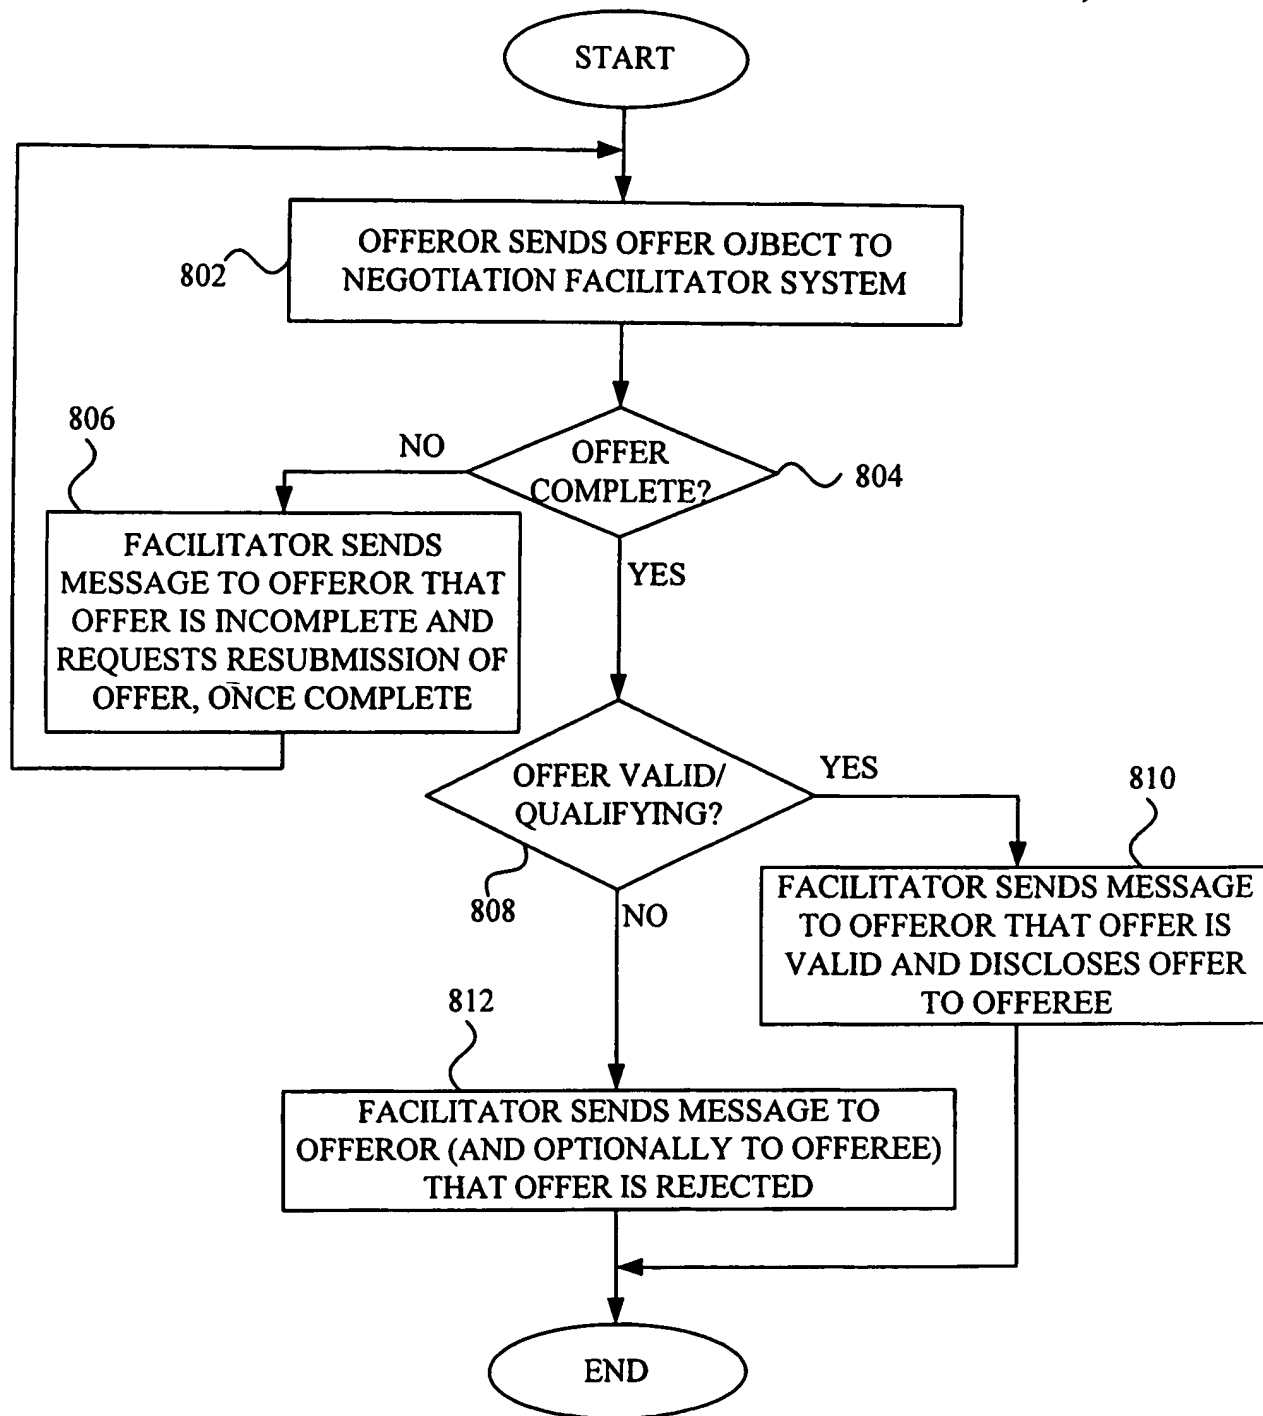 START
OFFEROR SENDS OFFER OJBECT TO
NEGOTIATION FACILITATOR SYSTEM
802
806
NO
OFFER
COMPLETE?
804
FACILITATOR SENDS
MESSAGE TO OFFEROR THAT
OFFER IS INCOMPLETE AND
REQUESTS RESUBMISSION OF
OFFER, ONCE COMPLETE
YES
OFFER VALID/
QUALIFYING?
YES
810
808
NO
FACILITATOR SENDS MESSAGE
TO OFFEROR THAT OFFER IS
VALID AND DISCLOSES OFFER
TO OFFEREE
812
FACILITATOR SENDS MESSAGE TO
OFFEROR (AND OPTIONALLY TO OFFEREE)
THAT OFFER IS REJECTED
END